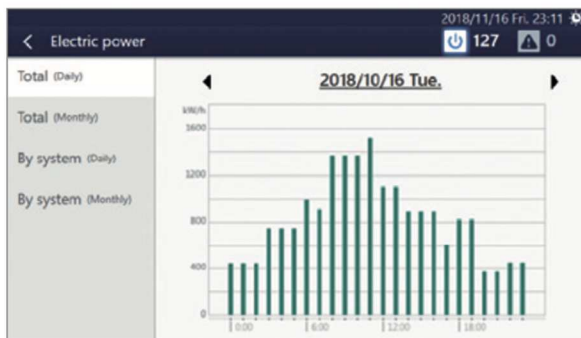 2018/11/16 Fri. 23:11
Electric power
127
0
Total (Daily)
Total (Monthly)
By system (Daily)
By system (Monthly)
2018/10/16 Tue.
kW/h
1600
1200
800
400
0
0:00
6:00
12:00
18:00